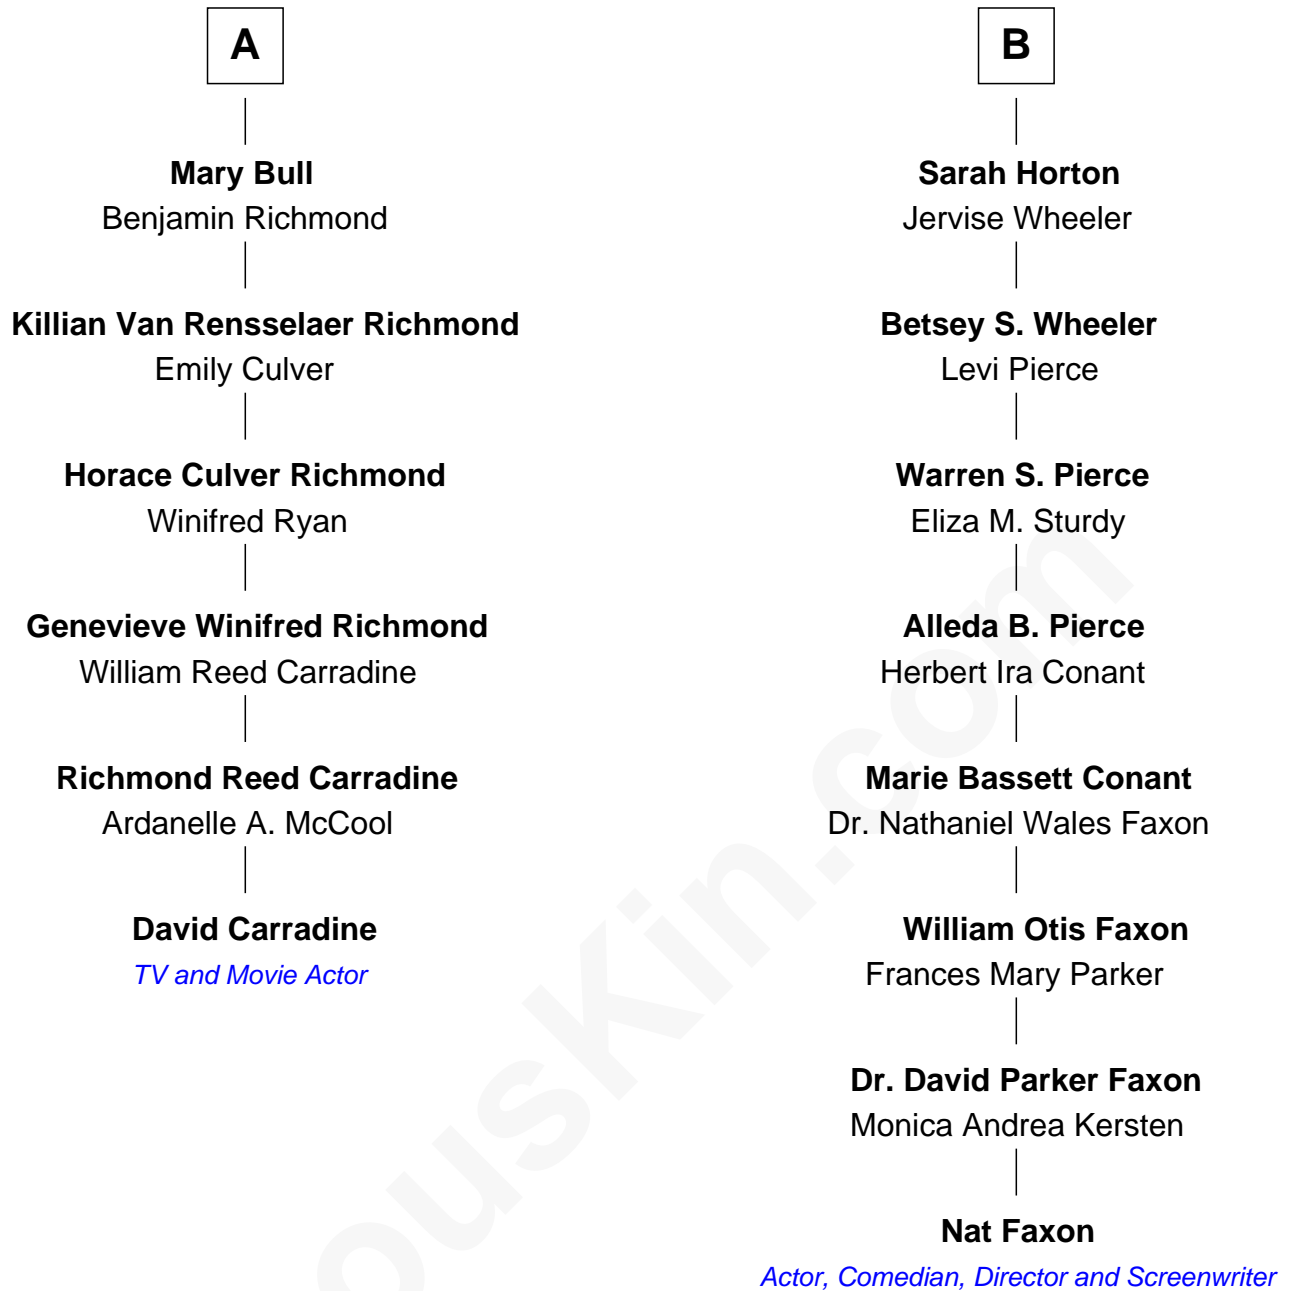 A
Mary Bull
Benjamin Richmond
Killian Van Rensselaer Richmond
Emily Culver
Horace Culver Richmond
Winifred Ryan
Genevieve Winifred Richmond
William Reed Carradine
Richmond Reed Carradine
Ardanelle A. McCool
David Carradine
TV and Movie Actor
B
Sarah Horton
Jervise Wheeler
Betsey S. Wheeler
Levi Pierce
Warren S. Pierce
Eliza M. Sturdy
Alleda B. Pierce
Herbert Ira Conant
Marie Bassett Conant
Dr. Nathaniel Wales Faxon
William Otis Faxon
Frances Mary Parker
Dr. David Parker Faxon
Monica Andrea Kersten
Nat Faxon
Actor, Comedian, Director and Screenwriter
ousKin.com